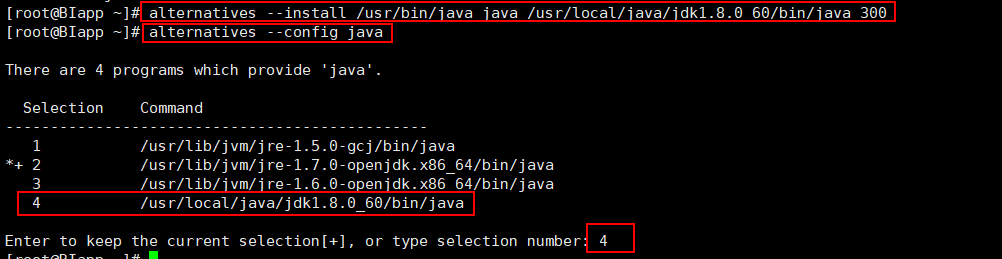 [root@BIapp ~]# alternatives --install /usr/bin/java java /usr/local/java/jdk1.8.0_60/bin/java 300
[root@BIapp ~]# alternatives --config java
There are 4 programs which provide 'java'.
Selection    Command
-----------------------------------------------
1           /usr/lib/jvm/jre-1.5.0-gcj/bin/java
*+ 2           /usr/lib/jvm/jre-1.7.0-openjdk.x86_64/bin/java
3           /usr/lib/jvm/jre-1.6.0-openjdk.x86_64/bin/java
4           /usr/local/java/jdk1.8.0_60/bin/java
Enter to keep the current selection[+], or type selection number: 4
[root@BIapp ~]#